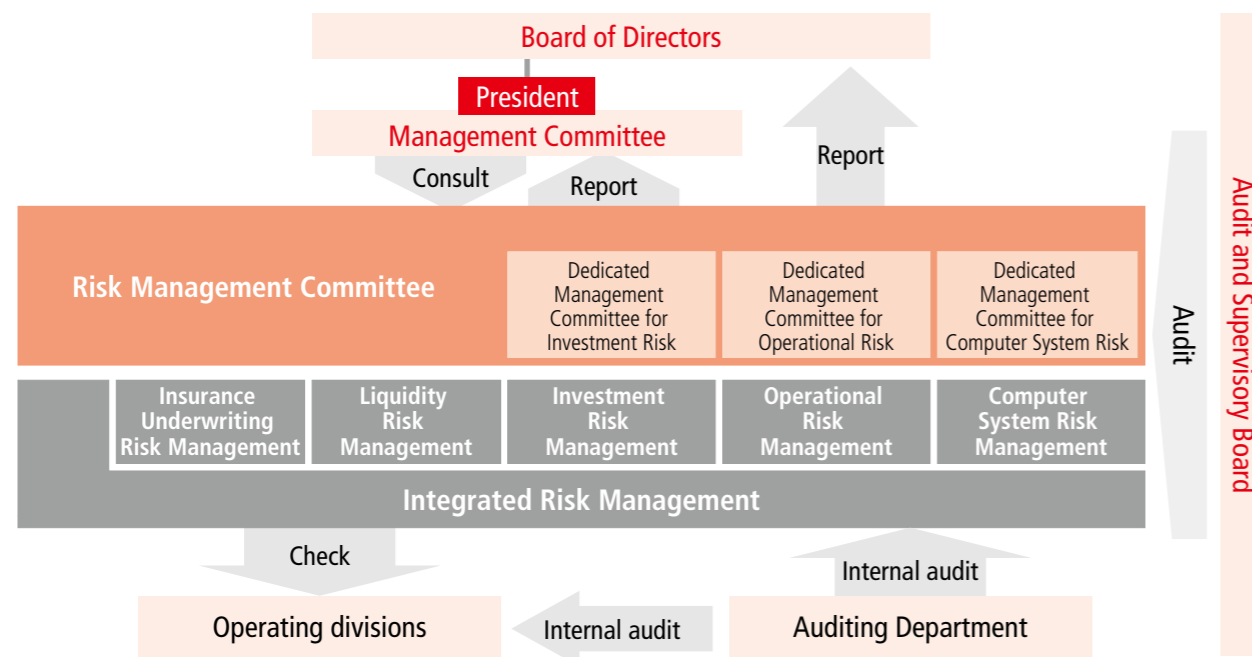 Board of Directors
President
Management Committee
Consult
Report
Report
Risk Management Committee
Dedicated
Management
Committee for
Investment Risk
Dedicated
Management
Committee for
Operational Risk
Dedicated
Management
Committee for
Computer System Risk
Audit
Audit and Supervisory Board
Insurance
Underwriting
Risk Management
Liquidity
Risk
Management
Investment
Risk
Management
Operational
Risk
Management
Computer
System Risk
Management
Integrated Risk Management
Check
Internal audit
Operating divisions
Internal audit
Auditing Department